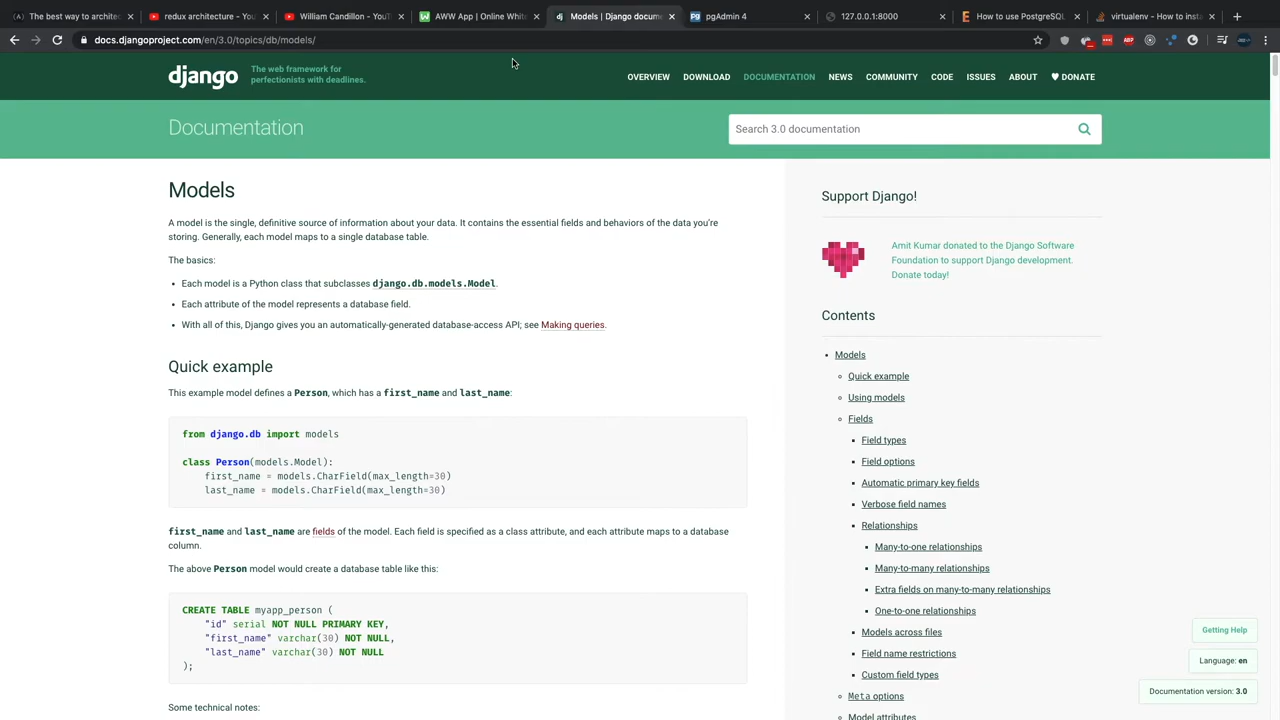 The best way to architec
redux architecture - You
William Candillon - YouT
AWW App | Online White
Models | Django docume
pgAdmin 4
127.0.0.1:8000
How to use PostgreSQL
virtualenv - How to insta
docs.djangoproject.com/en/3.0/topics/db/models/
django
The web framework for
perfectionists with deadlines.
OVERVIEW
DOWNLOAD
DOCUMENTATION
NEWS
COMMUNITY
CODE
ISSUES
ABOUT
♥ DONATE
Documentation
Search 3.0 documentation
Models
A model is the single, definitive source of information about your data. It contains the essential fields and behaviors of the data you're
storing. Generally, each model maps to a single database table.
The basics:
• Each model is a Python class that subclasses django.db.models.Model.
• Each attribute of the model represents a database field.
• With all of this, Django gives you an automatically-generated database-access API; see Making queries.
Quick example
This example model defines a Person, which has a first_name and last_name:
from django.db import models
class Person(models.Model):
first_name = models.CharField(max_length=30)
last_name = models.CharField(max_length=30)
first_name and last_name are fields of the model. Each field is specified as a class attribute, and each attribute maps to a database
column.
The above Person model would create a database table like this:
CREATE TABLE myapp_person (
"id" serial NOT NULL PRIMARY KEY,
"first_name" varchar(30) NOT NULL,
"last_name" varchar(30) NOT NULL
);
Some technical notes:
Support Django!
Amit Kumar donated to the Django Software
Foundation to support Django development.
Donate today!
Contents
Models
Quick example
Using models
Fields
Field types
Field options
Automatic primary key fields
Verbose field names
Relationships
Many-to-one relationships
Many-to-many relationships
Extra fields on many-to-many relationships
One-to-one relationships
Models across files
Field name restrictions
Custom field types
Meta options
Model attributes
Getting Help
Language: en
Documentation version: 3.0